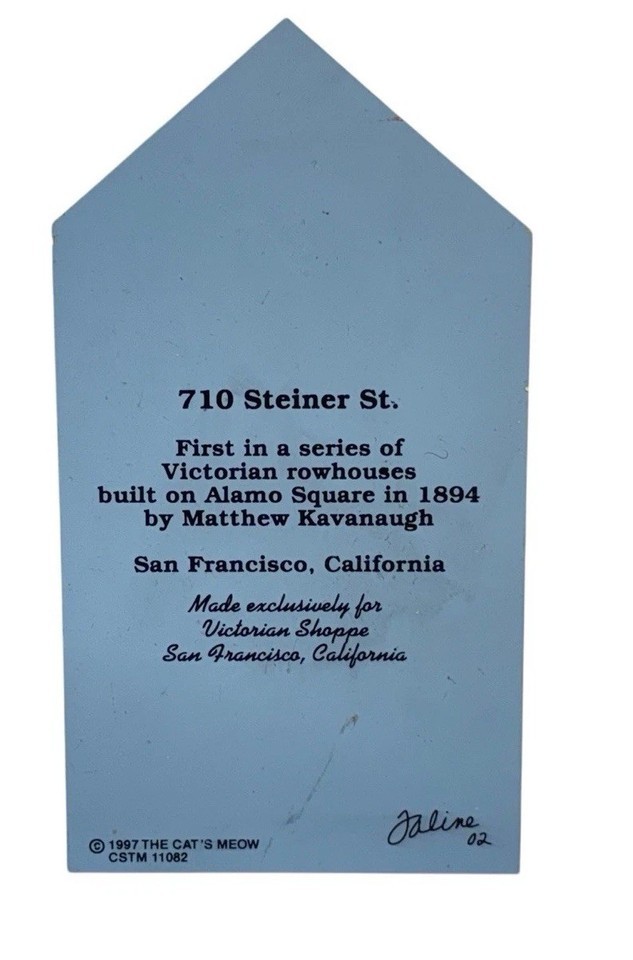 710 Steiner St.
First in a series of
Victorian rowhouses
built on Alamo Square in 1894
by Matthew Kavanaugh
San Francisco, California
Made exclusively for
Victorian Shoppe
San Francisco, California
Faline
02
© 1997 THE CAT'S MEOW
CSTM 11082